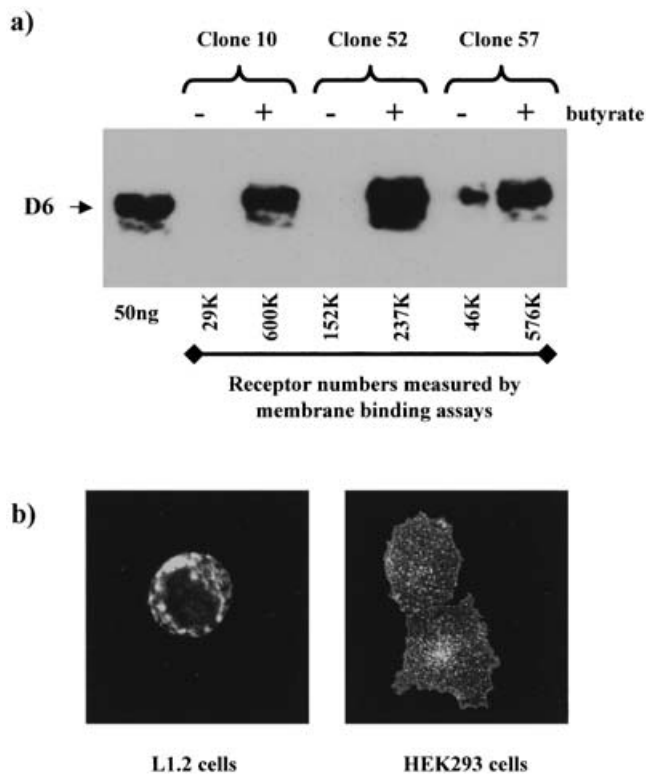 a)
Clone 10 Clone 52 Clone 57
- + - + - + butyrate
D6
50ng 29K 600K 152K 237K 46K 576K
Receptor numbers measured by
membrane binding assays
b)
L1.2 cells HEK293 cells